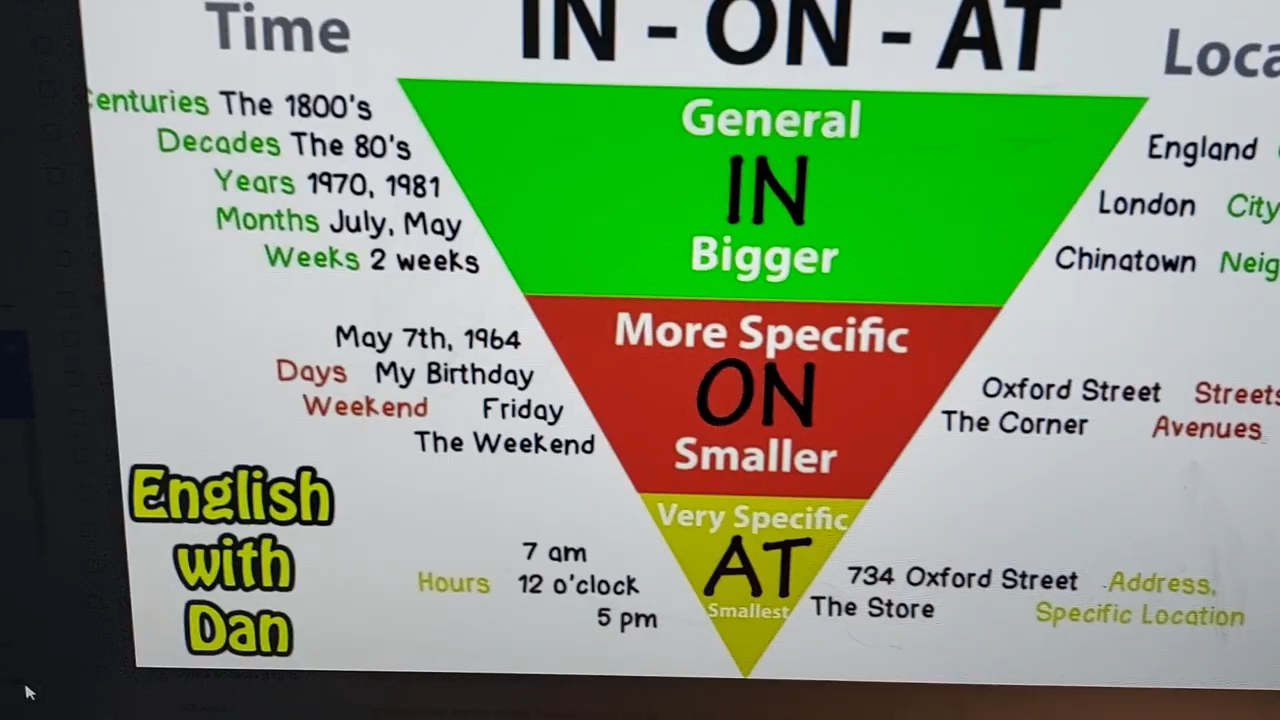 Time
IN - ON - AT
enturies The 1800's
Decades The 80's
Years 1970, 1981
Months July, May
Weeks 2 weeks
General
IN
Bigger
England
London City
Chinatown
May 7th, 1964
Days My Birthday
Weekend Friday
The Weekend
More Specific
ON
Smaller
Oxford Street Streets
The Corner Avenues
English
with
Dan
7 am
Hours 12 o'clock
5 pm
Very Specific
AT
Smallest
734 Oxford Street Address,
The Store Specific Location